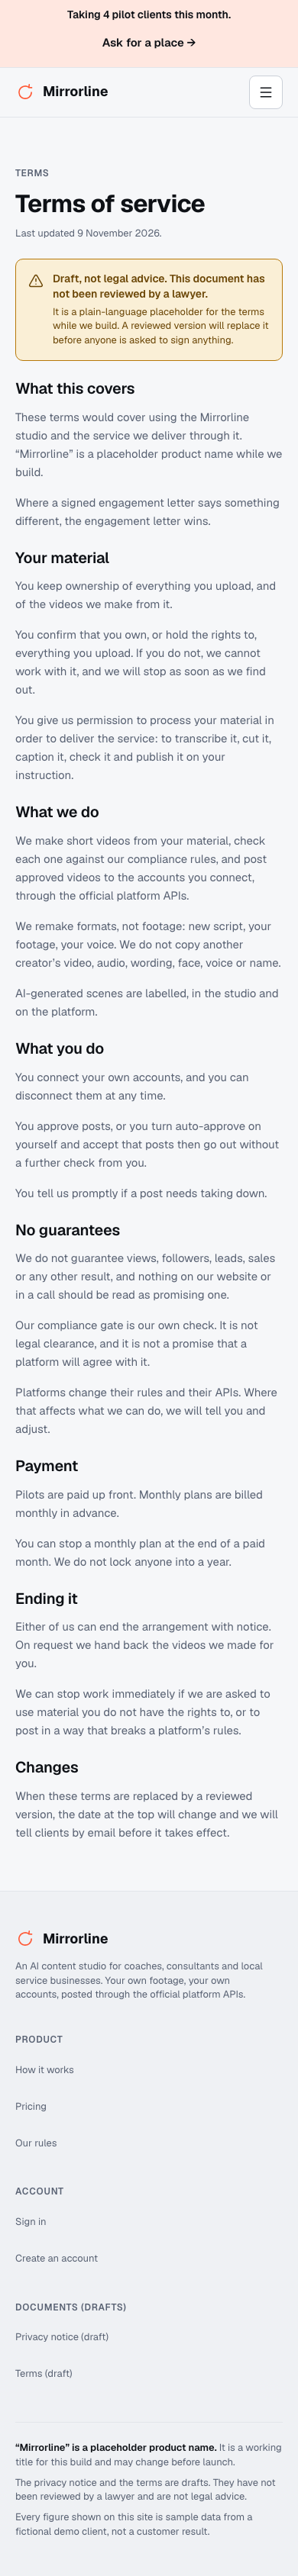 Taking 4 pilot clients this month.
Ask for a place →
Mirrorline
TERMS
Terms of service
Last updated 9 November 2026.
Draft, not legal advice. This document has
not been reviewed by a lawyer.
It is a plain-language placeholder for the terms
while we build. A reviewed version will replace it
before anyone is asked to sign anything.
What this covers
These terms would cover using the Mirrorline
studio and the service we deliver through it.
“Mirrorline” is a placeholder product name while we
build.
Where a signed engagement letter says something
different, the engagement letter wins.
Your material
You keep ownership of everything you upload, and
of the videos we make from it.
You confirm that you own, or hold the rights to,
everything you upload. If you do not, we cannot
work with it, and we will stop as soon as we find
out.
You give us permission to process your material in
order to deliver the service: to transcribe it, cut it,
caption it, check it and publish it on your
instruction.
What we do
We make short videos from your material, check
each one against our compliance rules, and post
approved videos to the accounts you connect,
through the official platform APIs.
We remake formats, not footage: new script, your
footage, your voice. We do not copy another
creator’s video, audio, wording, face, voice or name.
AI-generated scenes are labelled, in the studio and
on the platform.
What you do
You connect your own accounts, and you can
disconnect them at any time.
You approve posts, or you turn auto-approve on
yourself and accept that posts then go out without
a further check from you.
You tell us promptly if a post needs taking down.
No guarantees
We do not guarantee views, followers, leads, sales
or any other result, and nothing on our website or
in a call should be read as promising one.
Our compliance gate is our own check. It is not
legal clearance, and it is not a promise that a
platform will agree with it.
Platforms change their rules and their APIs. Where
that affects what we can do, we will tell you and
adjust.
Payment
Pilots are paid up front. Monthly plans are billed
monthly in advance.
You can stop a monthly plan at the end of a paid
month. We do not lock anyone into a year.
Ending it
Either of us can end the arrangement with notice.
On request we hand back the videos we made for
you.
We can stop work immediately if we are asked to
use material you do not have the rights to, or to
post in a way that breaks a platform’s rules.
Changes
When these terms are replaced by a reviewed
version, the date at the top will change and we will
tell clients by email before it takes effect.
Mirrorline
An AI content studio for coaches, consultants and local
service businesses. Your own footage, your own
accounts, posted through the official platform APIs.
PRODUCT
How it works
Pricing
Our rules
ACCOUNT
Sign in
Create an account
DOCUMENTS (DRAFTS)
Privacy notice (draft)
Terms (draft)
“Mirrorline” is a placeholder product name. It is a working
title for this build and may change before launch.
The privacy notice and the terms are drafts. They have not
been reviewed by a lawyer and are not legal advice.
Every figure shown on this site is sample data from a
fictional demo client, not a customer result.